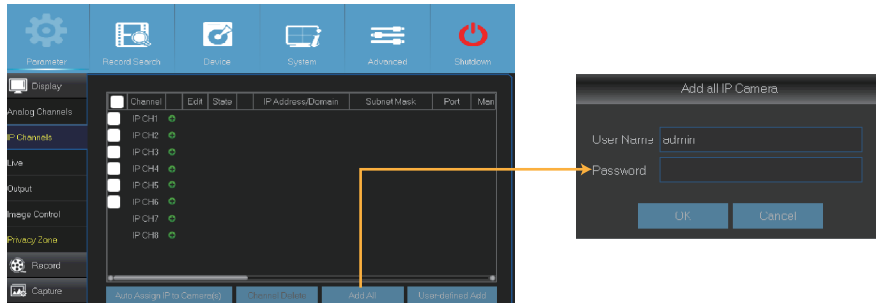 Parameter
Record Search
Device
System
Advanced
Shutdown
Display
Analog Channels
IP Channels
Live
Output
Image Control
Privacy Zone
Record
Capture
Channel Edit State IP Address/Domain Subnet Mask Port Man
IP CH1
IP CH2
IP CH3
IP CH4
IP CH5
IP CH6
IP CH7
IP CH8
Auto Assign IP to Camera(s) Channel Delete Add All User-defined Add
Add all IP Camera
User Name admin
Password
OK Cancel